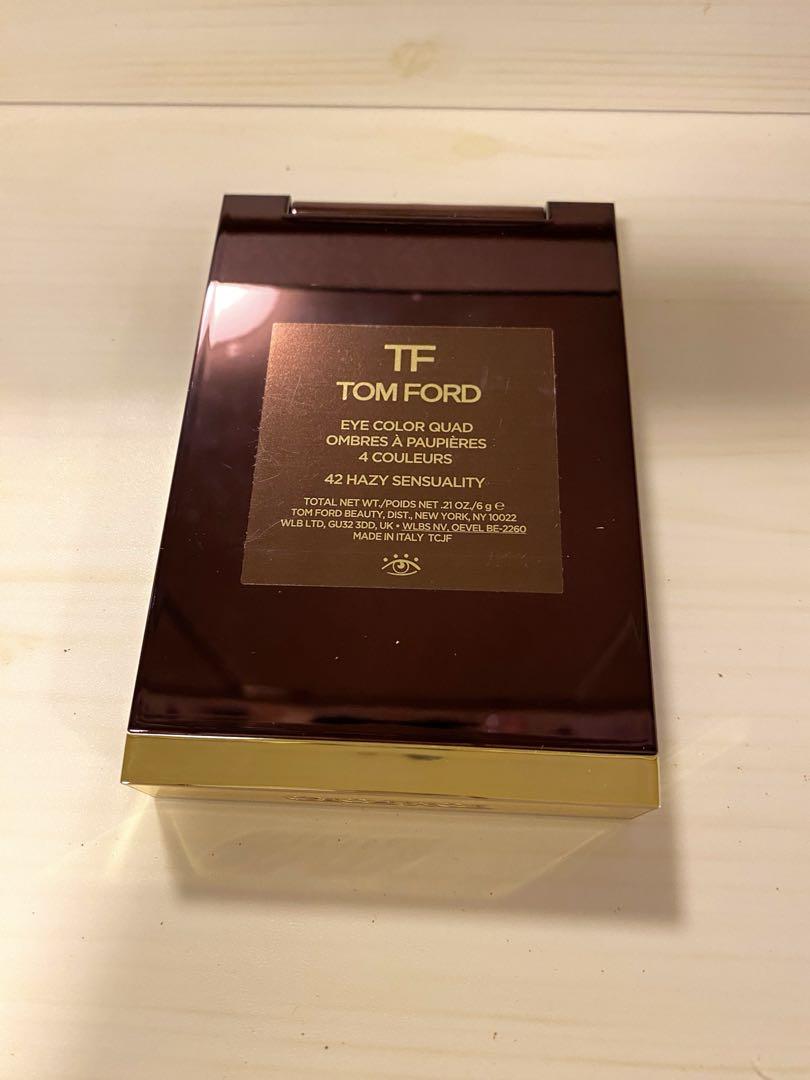 TF
TOM FORD
EYE COLOR QUAD
OMBRES À PAUPIÈRES
4 COULEURS
42 HAZY SENSUALITY
TOTAL NET WT./POIDS NET .21 OZ./6 g ℮
TOM FORD BEAUTY, DIST., NEW YORK, NY 10022
WLB LTD, GU32 3DD, UK • WLBS NV. OEVEL BE-2260
MADE IN ITALY TCJF